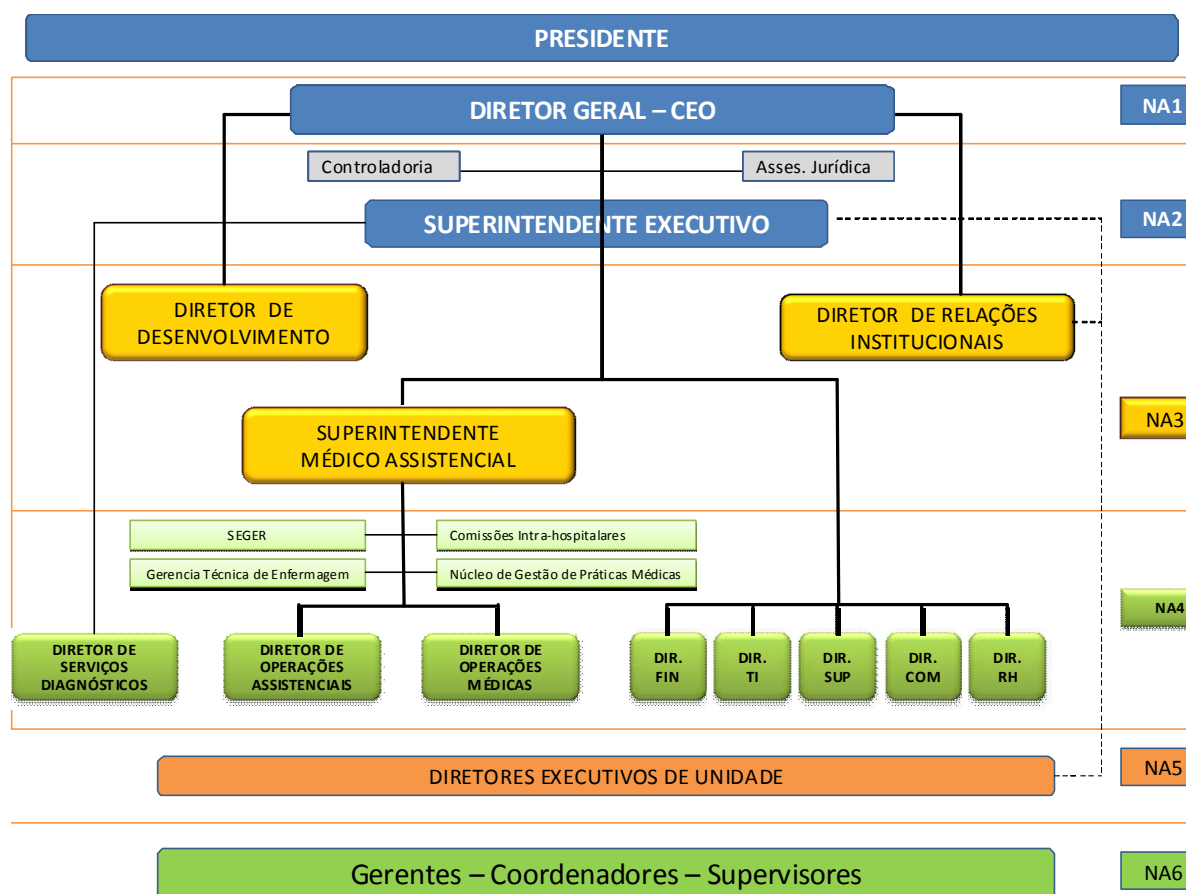 PRESIDENTE
DIRETOR GERAL – CEO
NA1
Controladoria
Asses. Jurídica
SUPERINTENDENTE EXECUTIVO
NA2
DIRETOR DE
DESENVOLVIMENTO
DIRETOR DE RELAÇÕES
INSTITUCIONAIS
SUPERINTENDENTE
MÉDICO ASSISTENCIAL
NA3
SEGER
Comissões Intra-hospitalares
Gerencia Técnica de Enfermagem
Núcleo de Gestão de Práticas Médicas
NA4
DIRETOR DE
SERVIÇOS
DIAGNÓSTICOS
DIRETOR DE
OPERAÇÕES
ASSISTENCIAIS
DIRETOR DE
OPERAÇÕES
MÉDICAS
DIR.
FIN
DIR.
TI
DIR.
SUP
DIR.
COM
DIR.
RH
DIRETORES EXECUTIVOS DE UNIDADE
NA5
Gerentes – Coordenadores – Supervisores
NA6